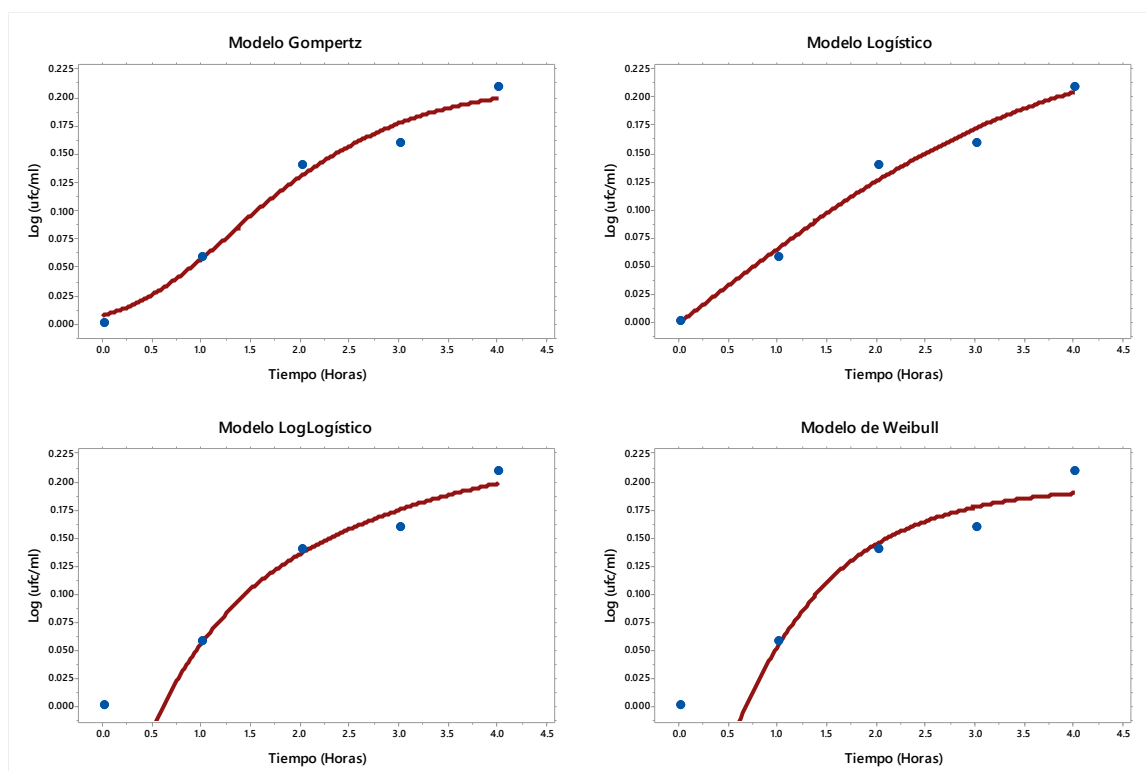 Modelo Gompertz
Log (ufc/ml)
0.225
0.200
0.175
0.150
0.125
0.100
0.075
0.050
0.025
0.000
0.0 0.5 1.0 1.5 2.0 2.5 3.0 3.5 4.0 4.5
Tiempo (Horas)
Modelo Logístico
Log (ufc/ml)
0.225
0.200
0.175
0.150
0.125
0.100
0.075
0.050
0.025
0.000
0.0 0.5 1.0 1.5 2.0 2.5 3.0 3.5 4.0 4.5
Tiempo (Horas)
Modelo LogLogístico
Log (ufc/ml)
0.225
0.200
0.175
0.150
0.125
0.100
0.075
0.050
0.025
0.000
0.0 0.5 1.0 1.5 2.0 2.5 3.0 3.5 4.0 4.5
Tiempo (Horas)
Modelo de Weibull
Log (ufc/ml)
0.225
0.200
0.175
0.150
0.125
0.100
0.075
0.050
0.025
0.000
0.0 0.5 1.0 1.5 2.0 2.5 3.0 3.5 4.0 4.5
Tiempo (Horas)